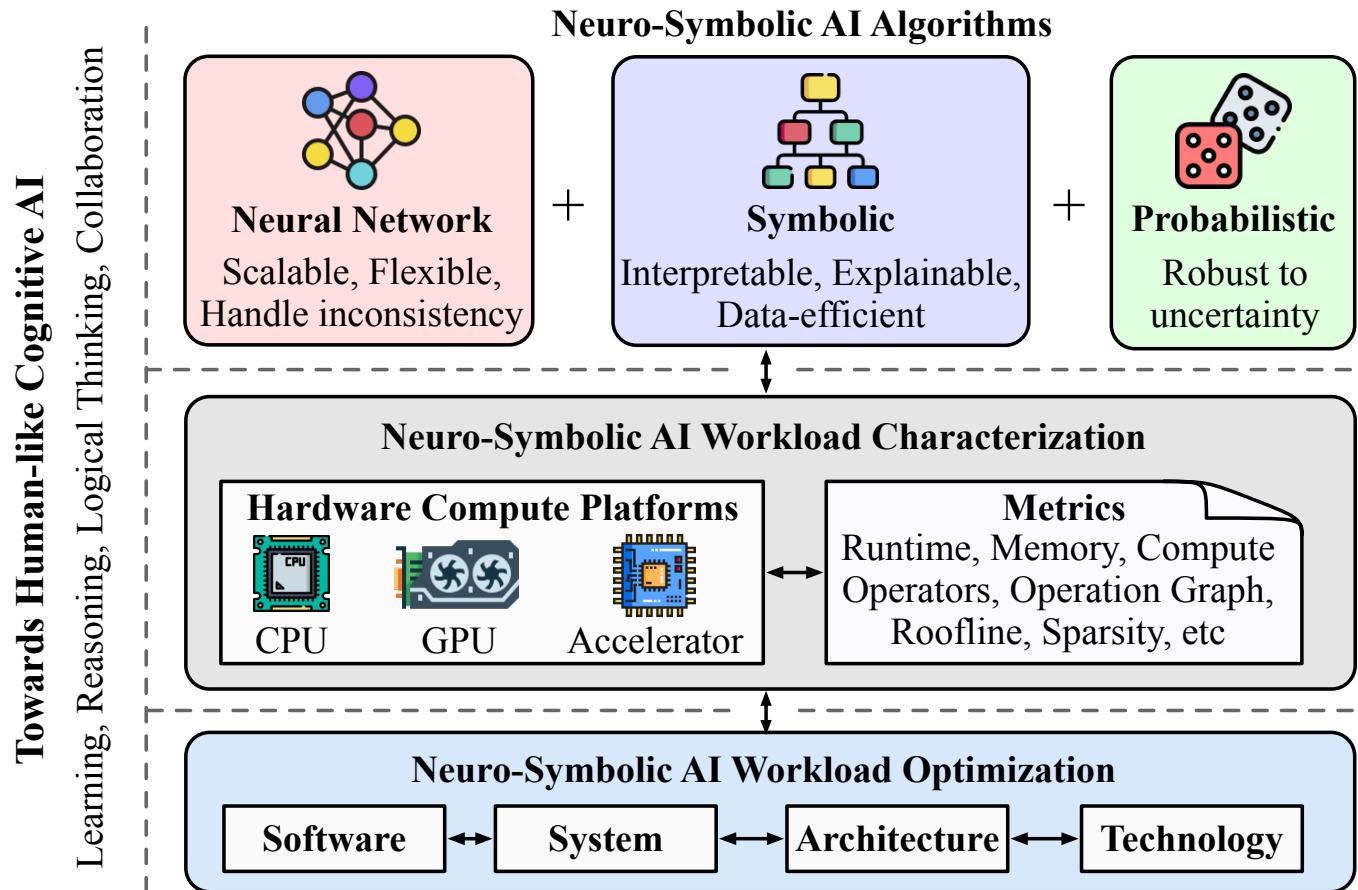 Neuro-Symbolic AI Algorithms
Towards Human-like Cognitive AI
Learning, Reasoning, Logical Thinking, Collaboration
Neural Network
Scalable, Flexible,
Handle inconsistency
+
Symbolic
Interpretable, Explainable,
Data-efficient
+
Probabilistic
Robust to
uncertainty
Neuro-Symbolic AI Workload Characterization
Hardware Compute Platforms
CPU
CPU
GPU
Accelerator
Metrics
Runtime, Memory, Compute
Operators, Operation Graph,
Roofline, Sparsity, etc
Neuro-Symbolic AI Workload Optimization
Software
System
Architecture
Technology